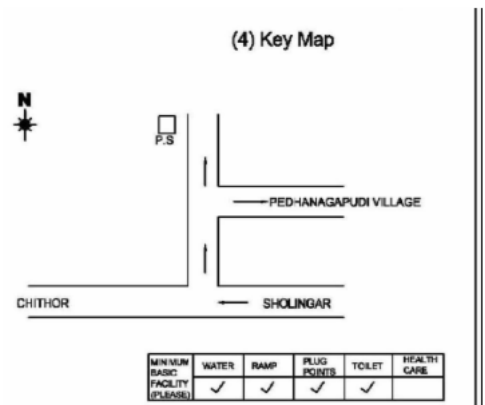 (4) Key Map
N
P.S
PEDHANAGAPUDI VILLAGE
CHITHOR
SHOLINGAR
MINIMUM BASIC FACILITY (PLEASE)
WATER
RAMP
PLUG POINTS
TOILET
HEALTH CARE
✓ ✓ ✓ ✓